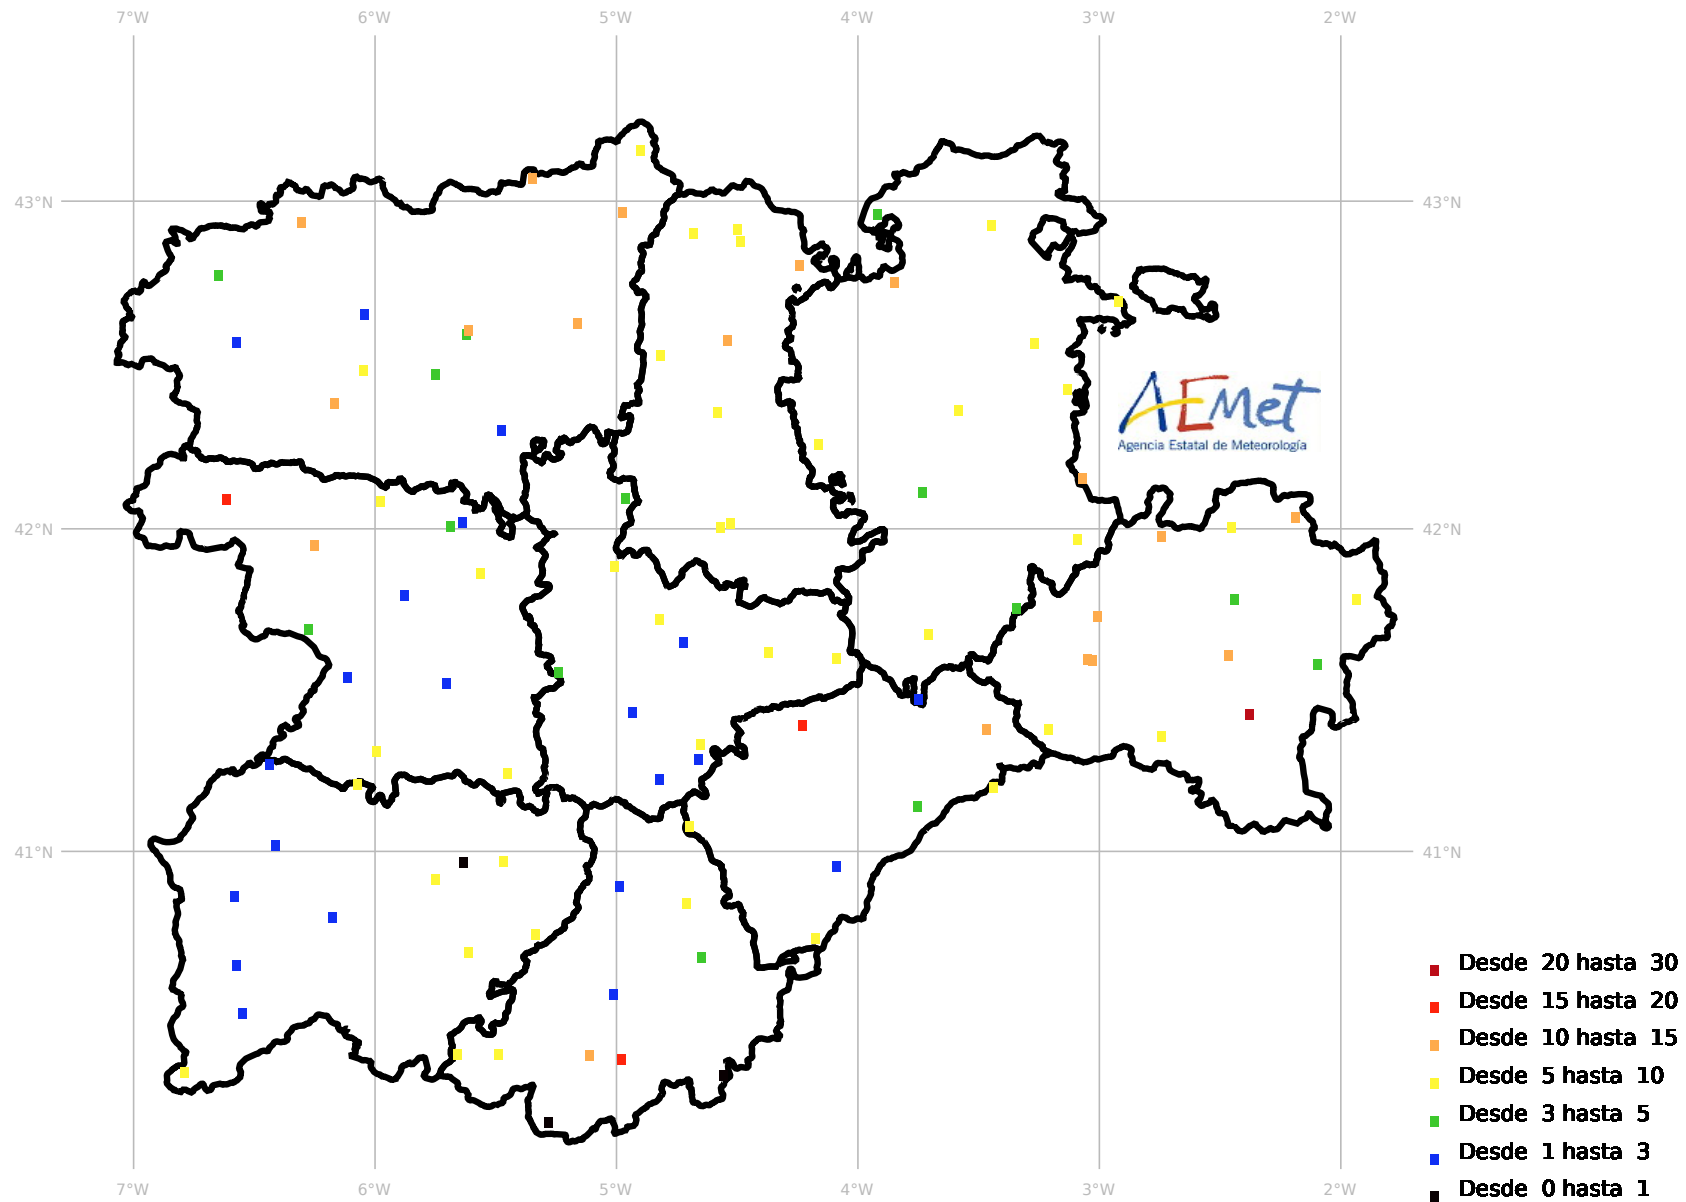 7°W 6°W 5°W 4°W 3°W 2°W
43°N 43°N
AEMet
Agencia Estatal de Meteorología
42°N 42°N
41°N 41°N
Desde 20 hasta 30
Desde 15 hasta 20
Desde 10 hasta 15
Desde 5 hasta 10
Desde 3 hasta 5
Desde 1 hasta 3
Desde 0 hasta 1
7°W 6°W 5°W 4°W 3°W 2°W